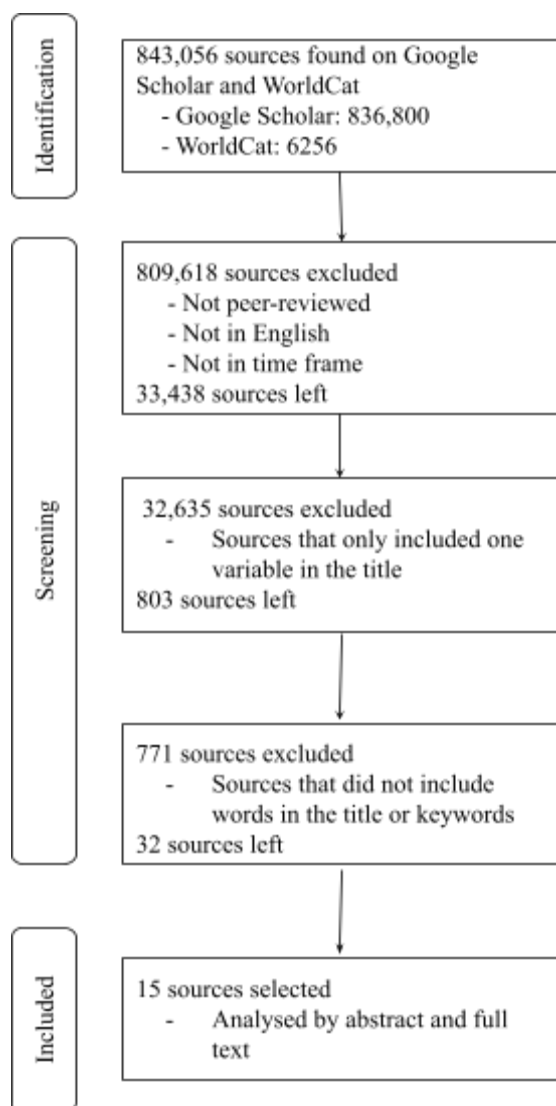 Identification
843,056 sources found on Google
Scholar and WorldCat
- Google Scholar: 836,800
- WorldCat: 6256
Screening
809,618 sources excluded
- Not peer-reviewed
- Not in English
- Not in time frame
33,438 sources left
32,635 sources excluded
- Sources that only included one
variable in the title
803 sources left
771 sources excluded
- Sources that did not include
words in the title or keywords
32 sources left
Included
15 sources selected
- Analysed by abstract and full
text